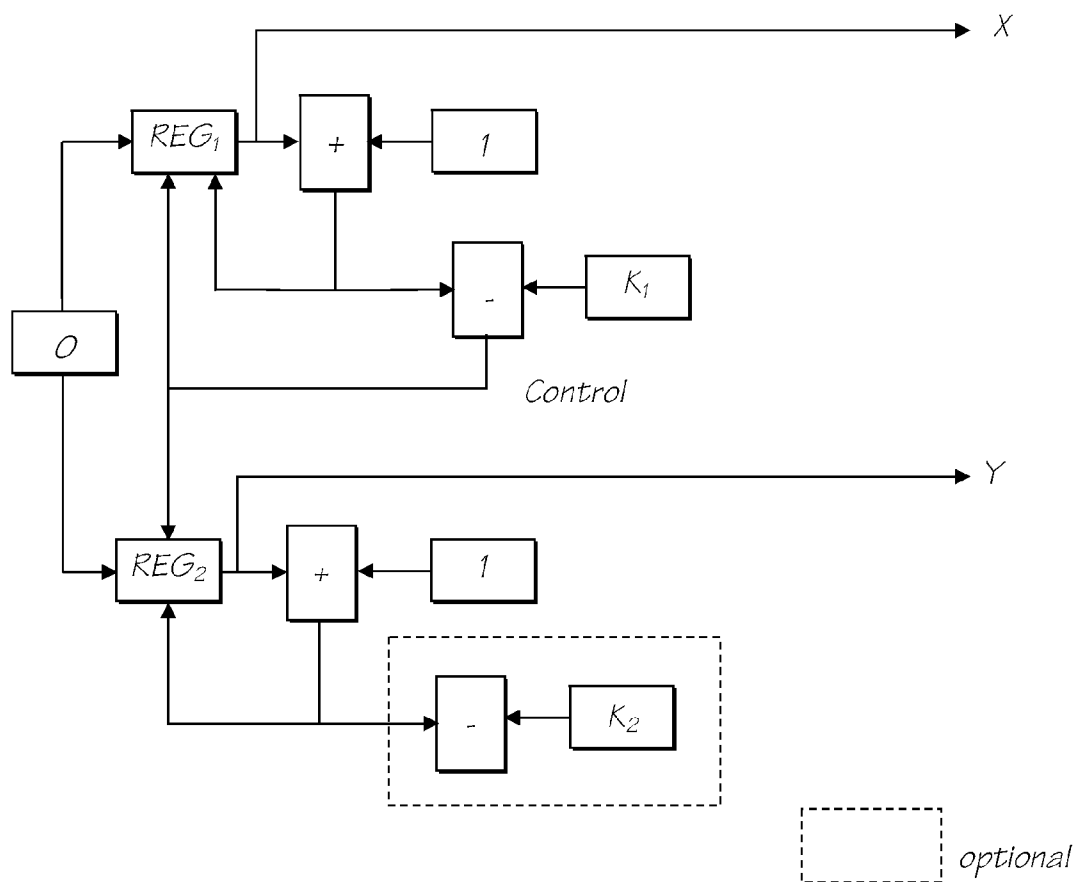 X
REG₁
+
1
-
K₁
0
Control
Y
REG₂
+
1
-
K₂
optional